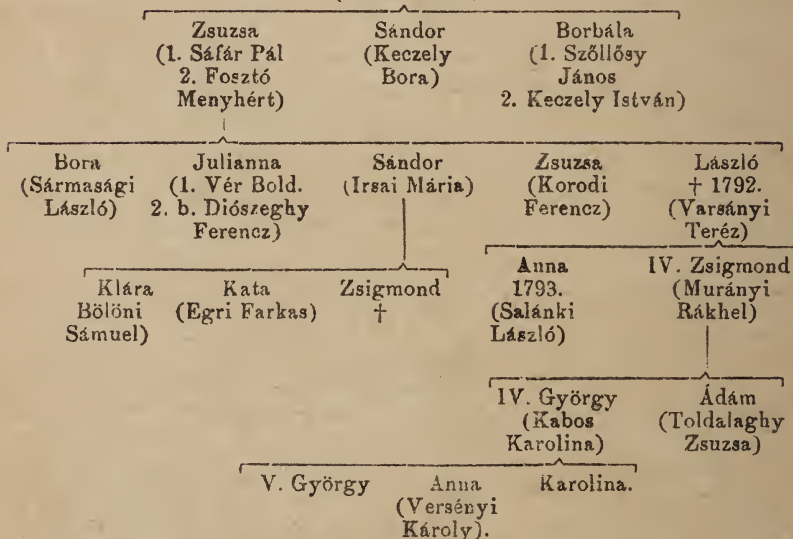 Zsuzsa Sándor Borbála
(1. Sáfár Pál (Keczely (1. Szőllősy
2. Fosztó Bora) János
Menyhért) 2. Keczely István)
Bora Julianna Sándor Zsuzsa László
(Sármasági (1. Vér Bold. (Irsai Mária) (Korodi † 1792.
László) 2. b. Diószeghy Ferencz) (Varsányi
Ferencz) Teréz)
Anna IV. Zsigmond
Klára Kata Zsigmond 1793. (Murányi
Bölöni (Egri Farkas) † (Salánki Rákhel)
Sámuel) László)
IV. György Ádám
(Kabos (Toldalaghy
Karolina) Zsuzsa)
V. György Anna Karolina.
(Versényi
Károly).